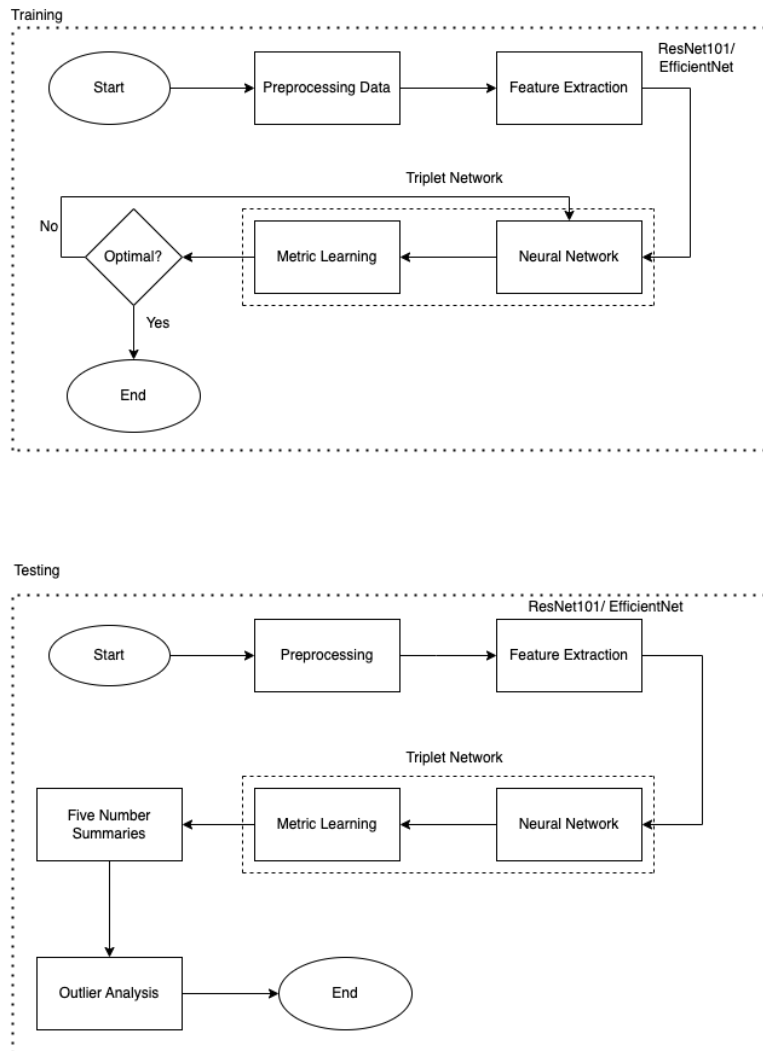 Training
Start
Preprocessing Data
Feature Extraction
ResNet101/
EfficientNet
Triplet Network
No
Optimal?
Metric Learning
Neural Network
Yes
End
Testing
ResNet101/ EfficientNet
Start
Preprocessing
Feature Extraction
Triplet Network
Five Number
Summaries
Metric Learning
Neural Network
Outlier Analysis
End